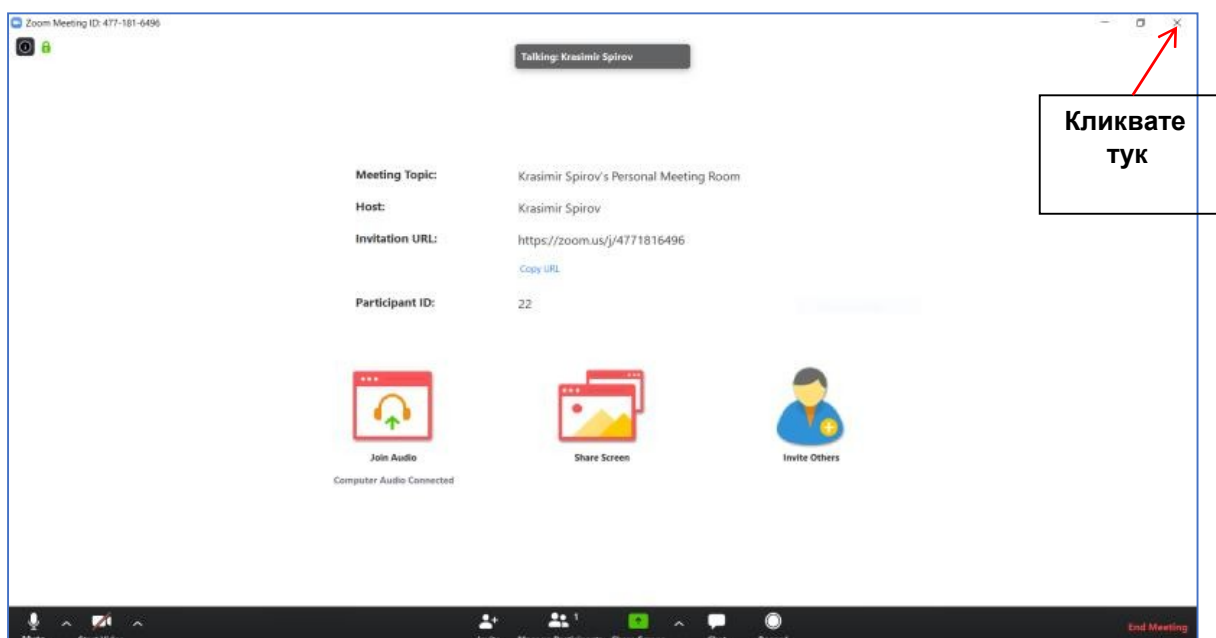 Zoom Meeting ID: 477-181-6496
Talking: Krasimir Spirov
Кликвате
тук
Meeting Topic: Krasimir Spirov's Personal Meeting Room
Host: Krasimir Spirov
Invitation URL: https://zoom.us/j/4771816496
Copy URL
Participant ID: 22
Join Audio Share Screen Invite Others
Computer Audio Connected
1
End Meeting